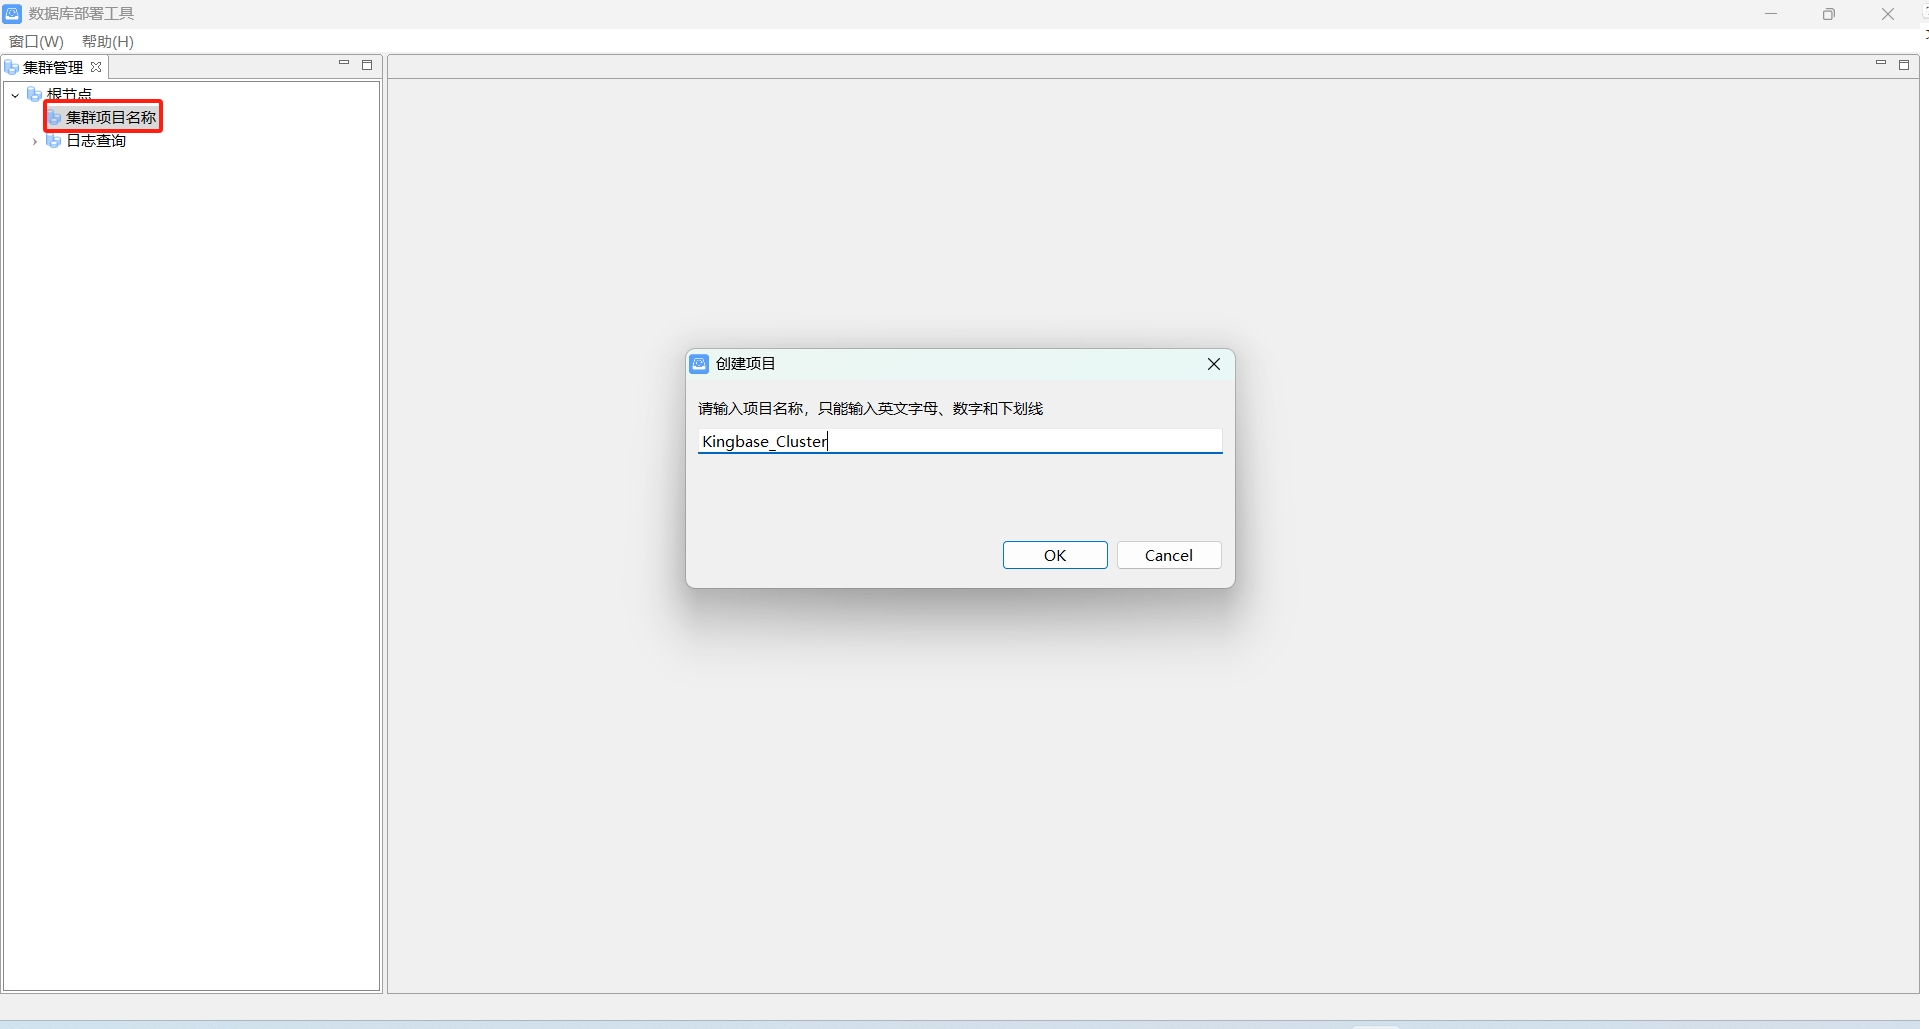 数据库部署工具
窗口(W) 帮助(H)
集群管理
根节点
集群项目名称
日志查询
创建项目
请输入项目名称，只能输入英文字母、数字和下划线
Kingbase_Cluster
OK Cancel